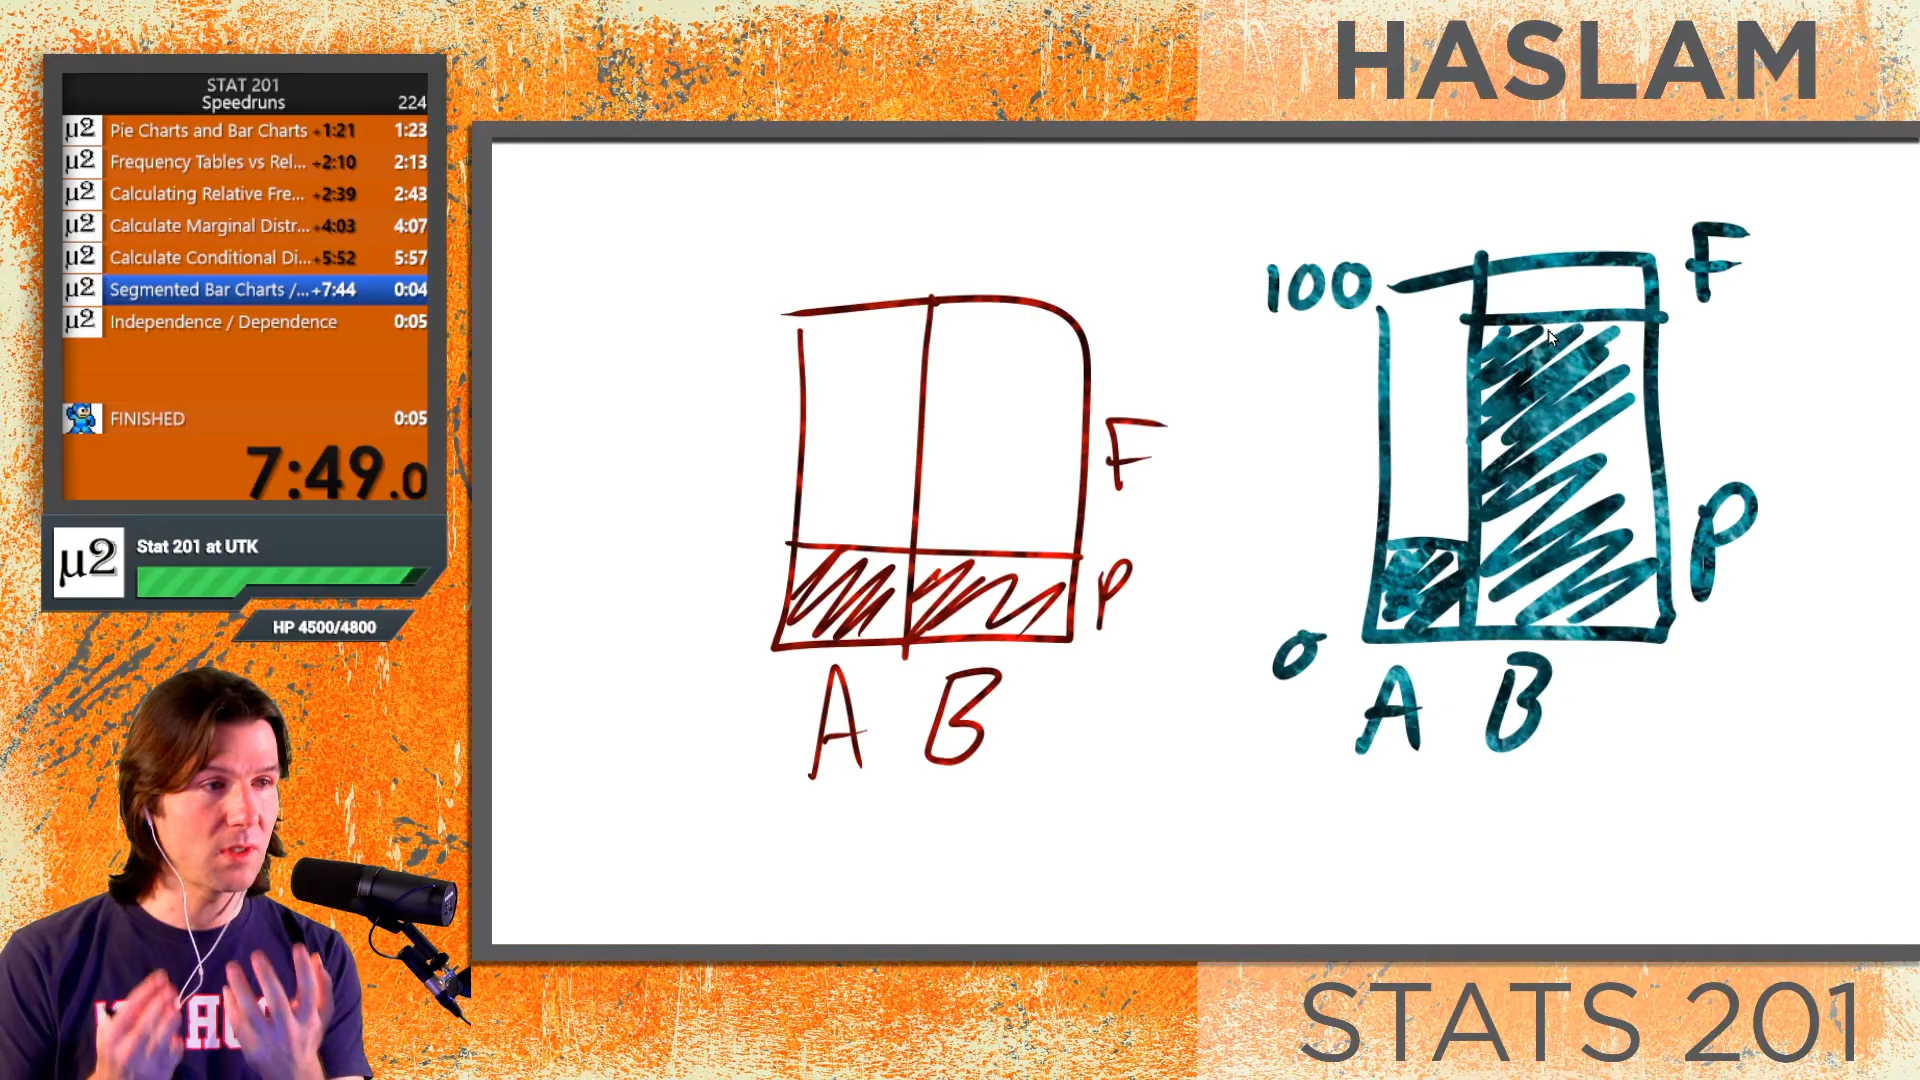 HASLAM
STAT 201
Speedruns 224
μ2 Pie Charts and Bar Charts +1:21 1:23
μ2 Frequency Tables vs Rel... +2:10 2:13
μ2 Calculating Relative Fre... +2:39 2:43
μ2 Calculate Marginal Distr... +4:03 4:07
μ2 Calculate Conditional Di... +5:52 5:57
μ2 Segmented Bar Charts /... +7:44 0:04
μ2 Independence / Dependence 0:05
FINISHED 0:05
7:49.0
μ2 Stat 201 at UTK
HP 4500/4800
F
P
A B
100
F
P
0
A B
STATS 201